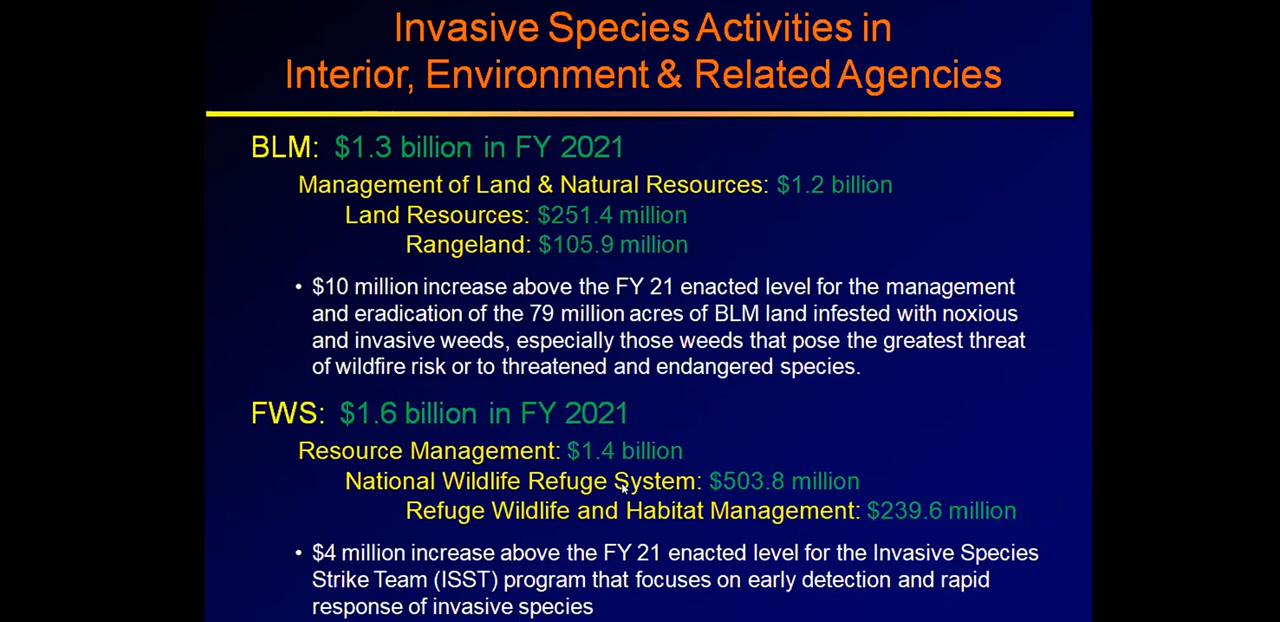 Invasive Species Activities in
Interior, Environment & Related Agencies
BLM: $1.3 billion in FY 2021
Management of Land & Natural Resources: $1.2 billion
Land Resources: $251.4 million
Rangeland: $105.9 million
• $10 million increase above the FY 21 enacted level for the management
and eradication of the 79 million acres of BLM land infested with noxious
and invasive weeds, especially those weeds that pose the greatest threat
of wildfire risk or to threatened and endangered species.
FWS: $1.6 billion in FY 2021
Resource Management: $1.4 billion
National Wildlife Refuge System: $503.8 million
Refuge Wildlife and Habitat Management: $239.6 million
• $4 million increase above the FY 21 enacted level for the Invasive Species
Strike Team (ISST) program that focuses on early detection and rapid
response of invasive species